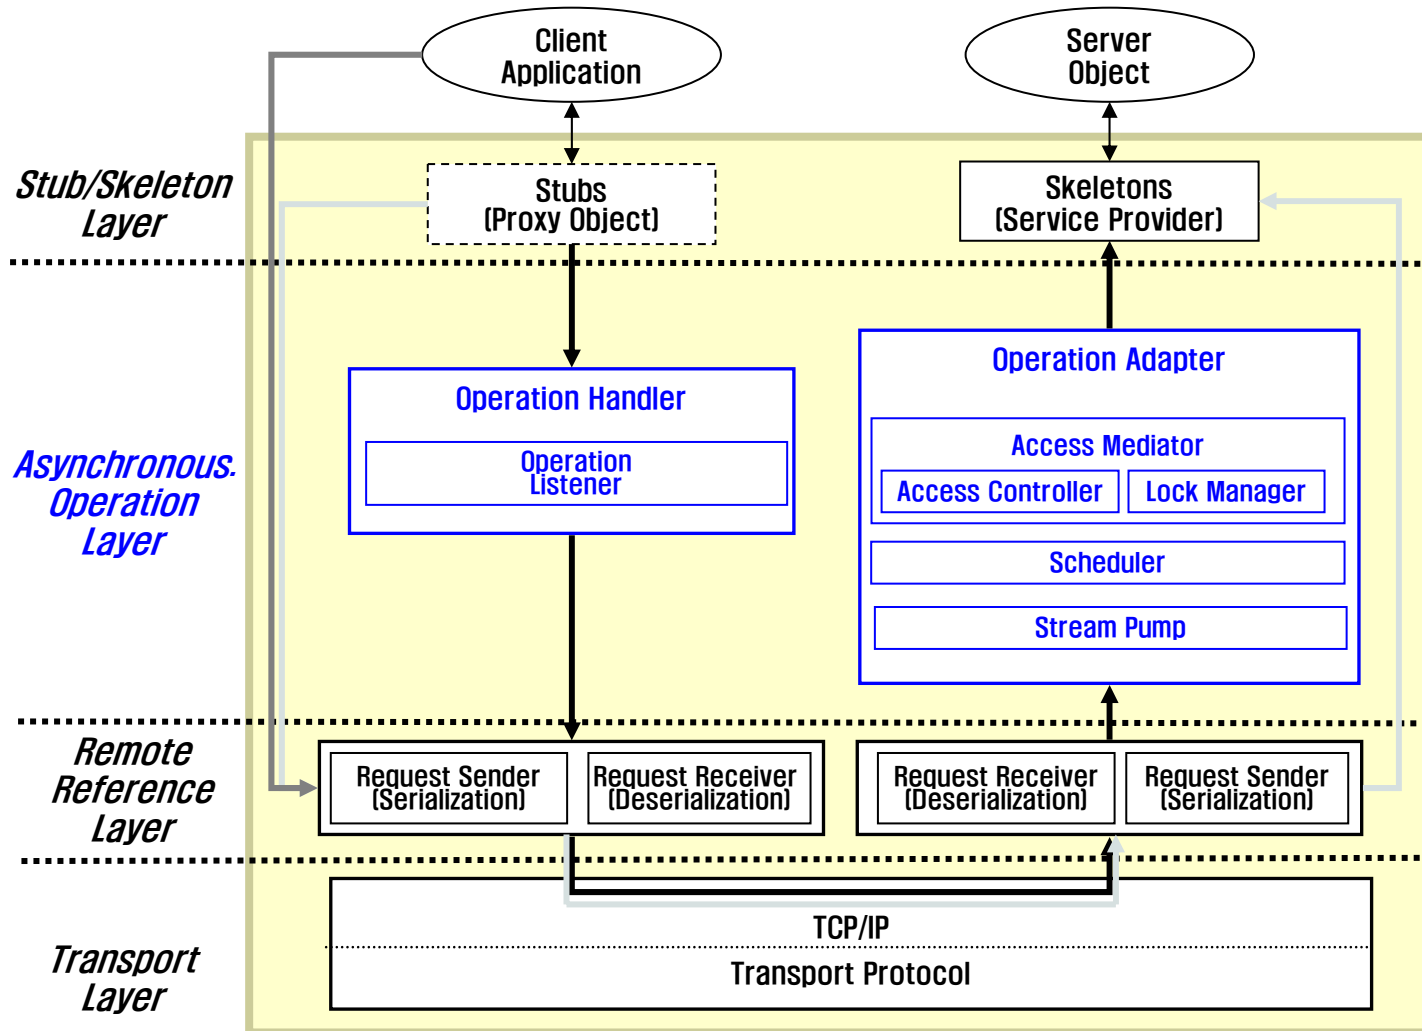 Client
Application
Server
Object
Stub/Skeleton
Layer
Stubs
(Proxy Object)
Skeletons
(Service Provider)
Asynchronous.
Operation
Layer
Operation Handler
Operation
Listener
Operation Adapter
Access Mediator
Access Controller
Lock Manager
Scheduler
Stream Pump
Remote
Reference
Layer
Request Sender
(Serialization)
Request Receiver
(Deserialization)
Request Receiver
(Deserialization)
Request Sender
(Serialization)
Transport
Layer
TCP/IP
Transport Protocol